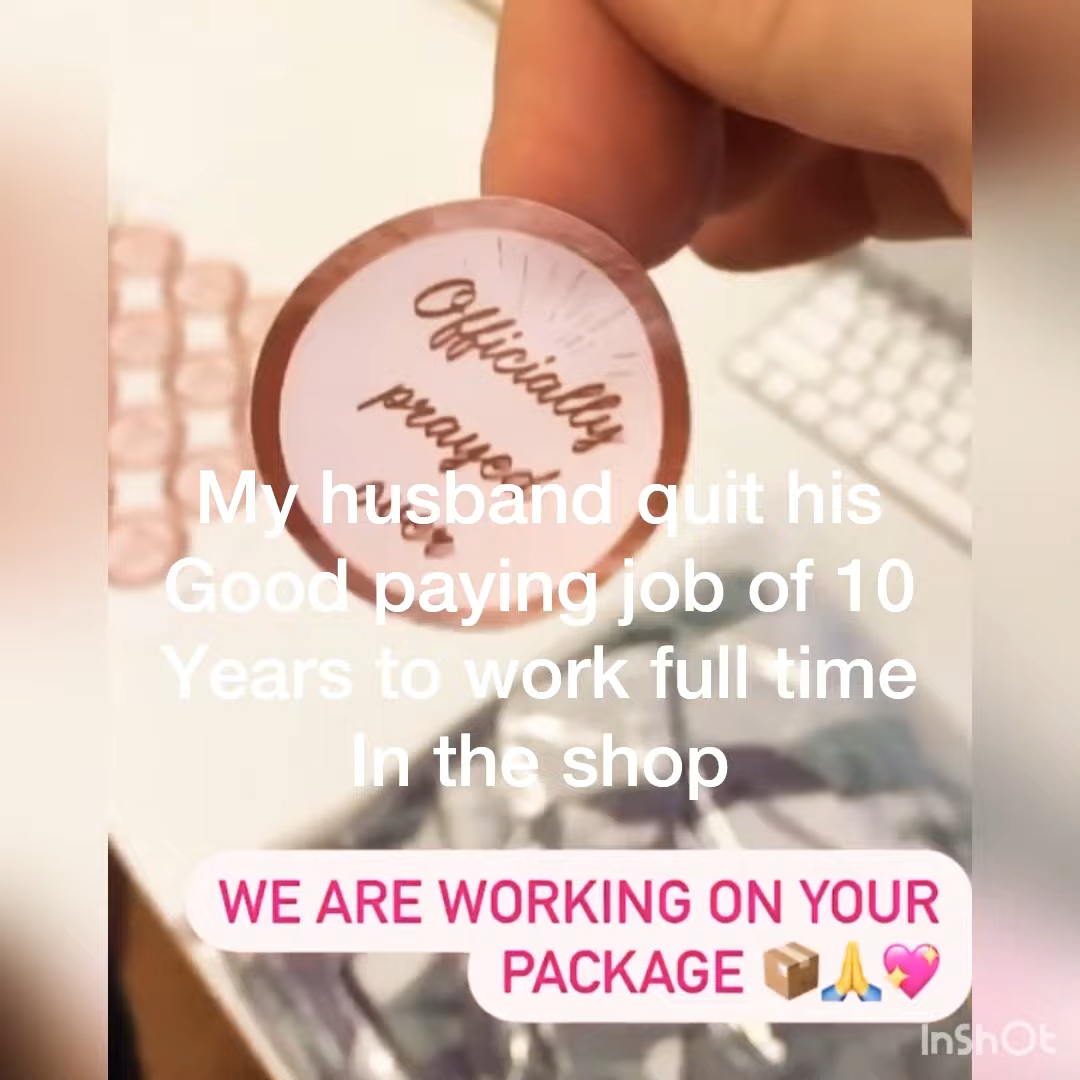 Officially
prayed
over
My husband quit his
Good paying job of 10
Years to work full time
In the shop
WE ARE WORKING ON YOUR
PACKAGE 📦🙏💖
InShOt